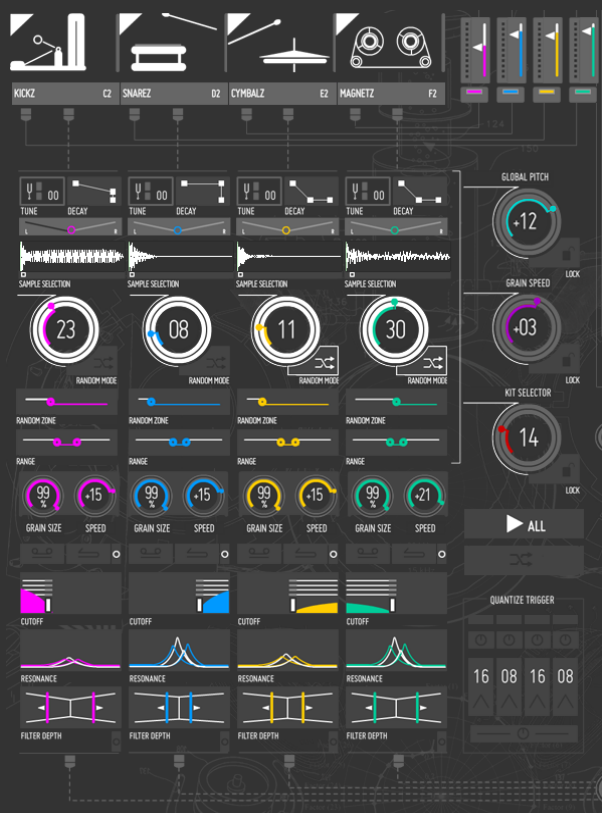 KICKZ C2 SNAREZ D2 CYMBALZ E2 MAGNETZ F2
124
GLOBAL PITCH
00 00 00 00
TUNE DECAY TUNE DECAY TUNE DECAY TUNE DECAY
+12
L R L R L R L R
LOCK
SAMPLE SELECTION SAMPLE SELECTION SAMPLE SELECTION SAMPLE SELECTION
GRAIN SPEED
23 08 11 30
+03
RANDOM MODE RANDOM MODE RANDOM MODE RANDOM MODE
LOCK
KIT SELECTOR
RANDOM ZONE RANDOM ZONE RANDOM ZONE RANDOM ZONE
14
RANGE RANGE RANGE RANGE
LOCK
99 % +15 99 % +15 99 % +15 99 % +21
GRAIN SIZE SPEED GRAIN SIZE SPEED GRAIN SIZE SPEED GRAIN SIZE SPEED
ALL
QUANTIZE TRIGGER
CUTOFF CUTOFF CUTOFF CUTOFF
16 08 16 08
RESONANCE RESONANCE RESONANCE RESONANCE
FILTER DEPTH FILTER DEPTH FILTER DEPTH FILTER DEPTH